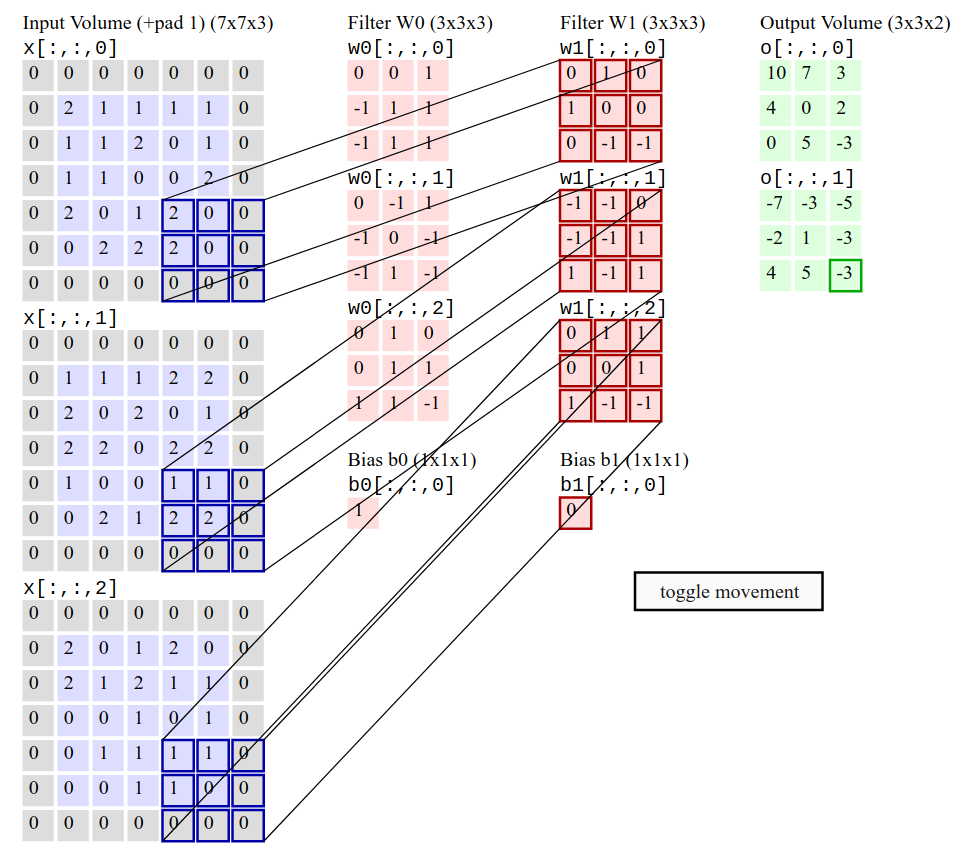 Input Volume (+pad 1) (7x7x3)
x[:,:,0]
0 0 0 0 0 0 0
0 2 1 1 1 1 0
0 1 1 2 0 1 0
0 1 1 0 0 2 0
0 2 0 1 2 0 0
0 0 2 2 2 0 0
0 0 0 0 0 0 0
x[:,:,1]
0 0 0 0 0 0 0
0 1 1 1 2 2 0
0 2 0 2 0 1 0
0 2 2 0 2 2 0
0 1 0 0 1 1 0
0 0 2 1 2 2 0
0 0 0 0 0 0 0
x[:,:,2]
0 0 0 0 0 0 0
0 2 0 1 2 0 0
0 2 1 2 1 1 0
0 0 0 1 0 1 0
0 0 1 1 1 1 0
0 0 0 1 1 0 0
0 0 0 0 0 0 0
Filter W0 (3x3x3)
w0[:,:,0]
0 0 1
-1 1 1
-1 1 1
w0[:,:,1]
0 -1 1
-1 0 -1
-1 1 -1
w0[:,:,2]
0 1 0
0 1 1
1 1 -1
Bias b0 (1x1x1)
b0[:,:,0]
1
Filter W1 (3x3x3)
w1[:,:,0]
0 1 0
1 0 0
0 -1 -1
w1[:,:,1]
-1 -1 0
-1 -1 1
1 -1 1
w1[:,:,2]
0 1 1
0 0 1
1 -1 -1
Bias b1 (1x1x1)
b1[:,:,0]
0
Output Volume (3x3x2)
o[:,:,0]
10 7 3
4 0 2
0 5 -3
o[:,:,1]
-7 -3 -5
-2 1 -3
4 5 -3
toggle movement